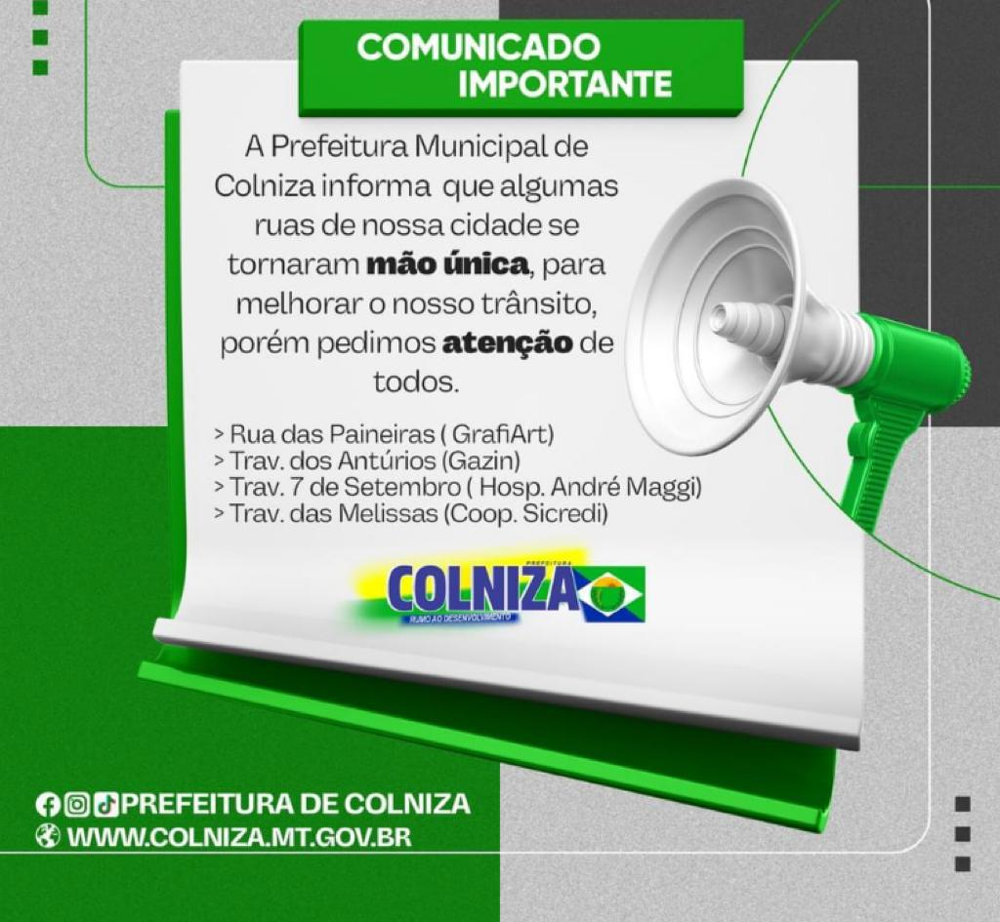 COMUNICADO
IMPORTANTE
A Prefeitura Municipal de
Colniza informa que algumas
ruas de nossa cidade se
tornaram mão única, para
melhorar o nosso trânsito,
porém pedimos atenção de
todos.
> Rua das Paineiras ( GrafiArt)
> Trav. dos Antúrios (Gazin)
> Trav. 7 de Setembro ( Hosp. André Maggi)
> Trav. das Melissas (Coop. Sicredi)
PREFEITURA
COLNIZA
RUMO AO DESENVOLVIMENTO
PREFEITURA DE COLNIZA
WWW.COLNIZA.MT.GOV.BR